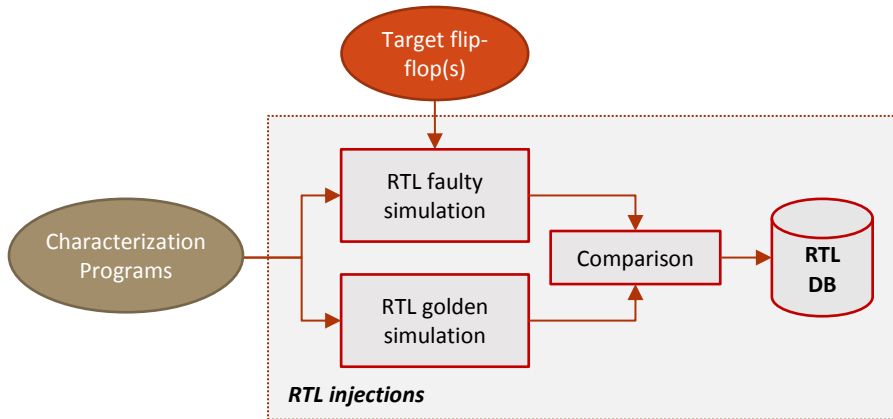 Target flip-
flop(s)
RTL faulty
simulation
Characterization
Programs
Comparison
RTL
DB
RTL golden
simulation
RTL injections